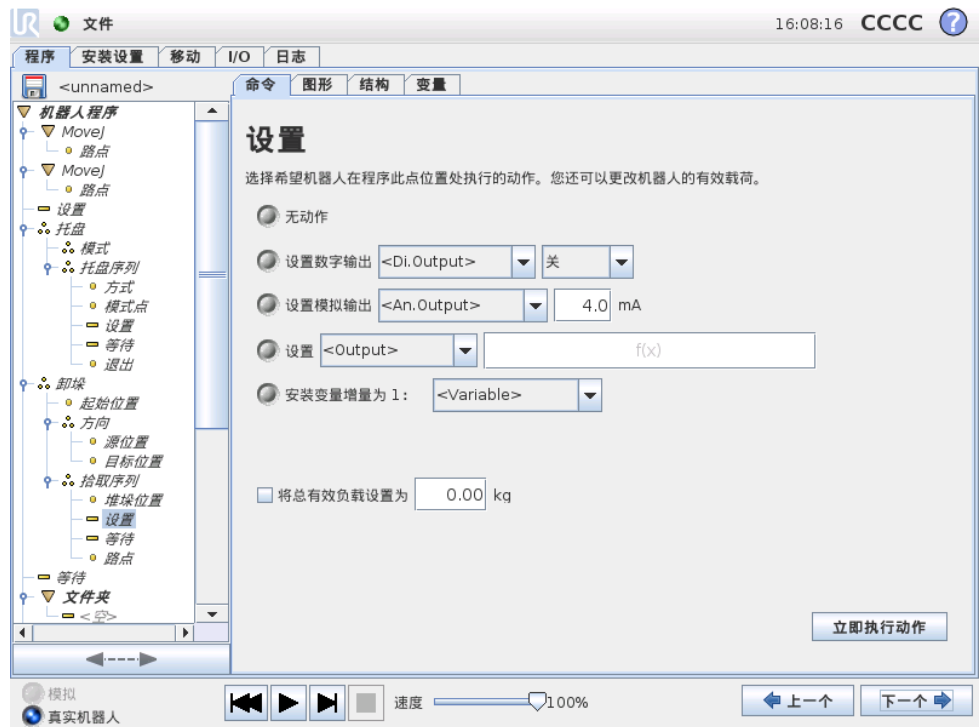 UR 文件 16:08:16 CCCC ?
程序 安装设置 移动 I/O 日志
<unnamed>
命令 图形 结构 变量
机器人程序
MoveJ
路点
MoveJ
路点
设置
托盘
模式
托盘序列
方式
模式点
设置
等待
退出
卸垛
起始位置
方向
源位置
目标位置
拾取序列
堆垛位置
设置
等待
路点
等待
文件夹
<空>
设置
选择希望机器人在程序此点位置处执行的动作。您还可以更改机器人的有效载荷。
无动作
设置数字输出 <Di.Output> 关
设置模拟输出 <An.Output> 4.0 mA
设置 <Output> f(x)
安装变量增量为 1: <Variable>
将总有效负载设置为 0.00 kg
立即执行动作
模拟
真实机器人
速度 100%
上一个 下一个